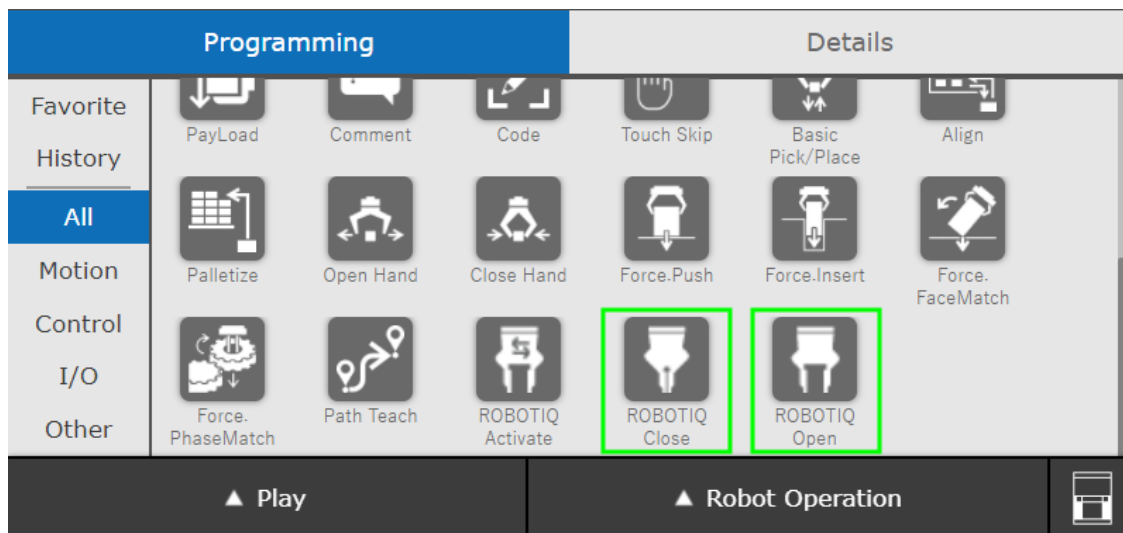 Programming
Details
Favorite
History
All
Motion
Control
I/O
Other
PayLoad
Comment
Code
Touch Skip
Basic
Pick/Place
Align
Palletize
Open Hand
Close Hand
Force.Push
Force.Insert
Force.
FaceMatch
Force.
PhaseMatch
Path Teach
ROBOTIQ
Activate
ROBOTIQ
Close
ROBOTIQ
Open
▲ Play
▲ Robot Operation